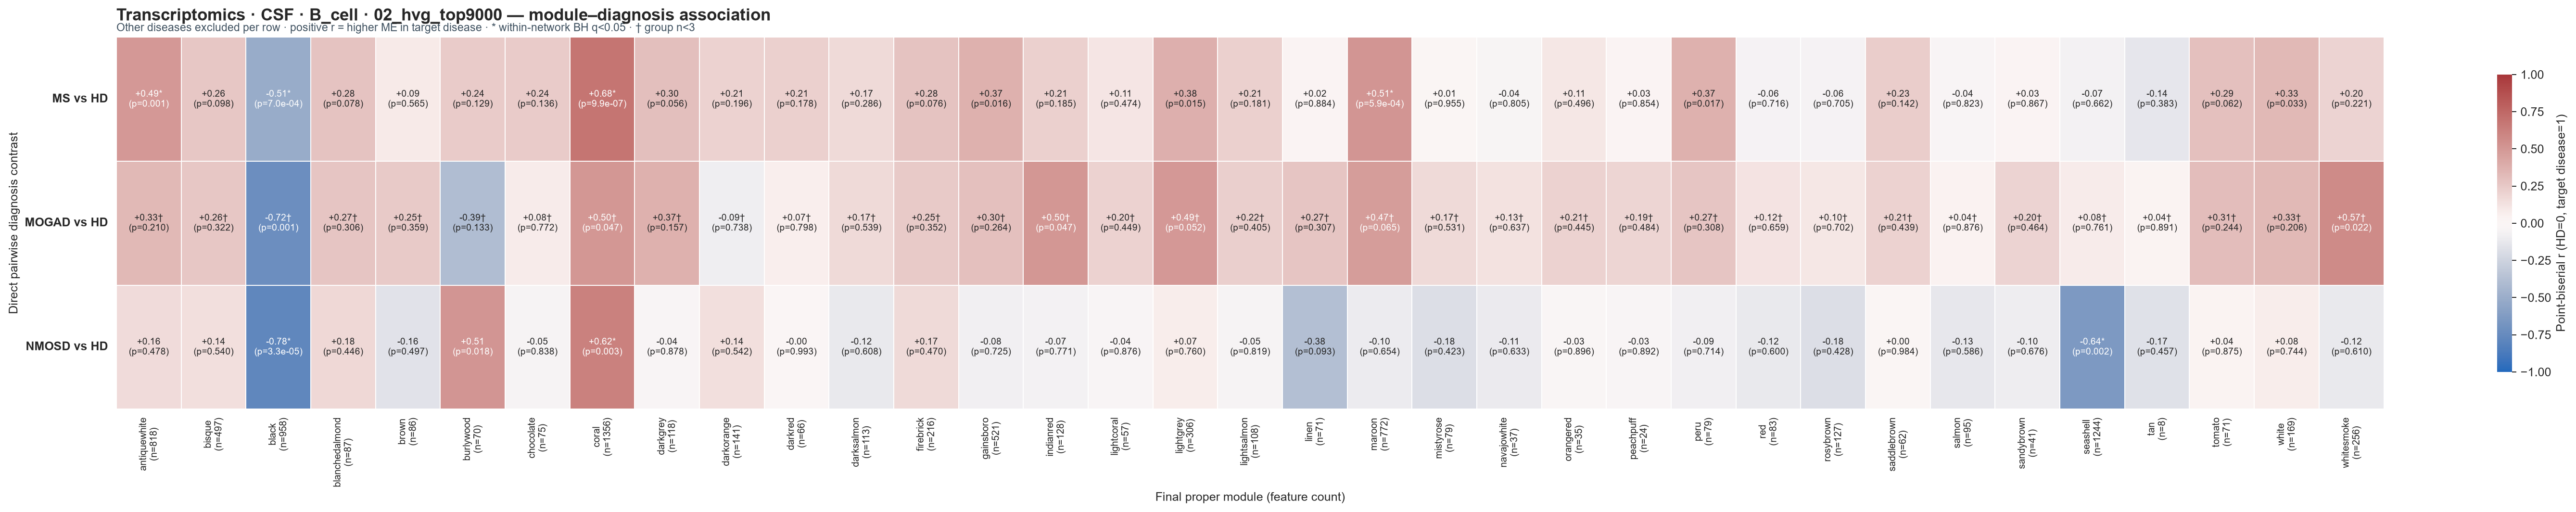 Transcriptomics · CSF · B_cell · 02_hvg_top9000 — module–diagnosis association
Other diseases excluded per row · positive r = higher ME in target disease · * within-network BH q<0.05 · † group n<3
Direct pairwise diagnosis contrast
MS vs HD
+0.49* +0.26 -0.51* +0.28 +0.09 +0.24 +0.24 +0.68* +0.30 +0.21 +0.21 +0.17 +0.28 +0.37 +0.21 +0.11 +0.38 +0.21 +0.02 +0.51* +0.01 -0.04 +0.11 +0.03 +0.37 -0.06 -0.06 +0.23 -0.04 +0.03 -0.07 -0.14 +0.29 +0.33 +0.20
(p=0.001) (p=0.098) (p=7.0e-04) (p=0.078) (p=0.565) (p=0.129) (p=0.136) (p=9.9e-07) (p=0.056) (p=0.196) (p=0.178) (p=0.286) (p=0.076) (p=0.016) (p=0.185) (p=0.474) (p=0.015) (p=0.181) (p=0.884) (p=5.9e-04) (p=0.955) (p=0.805) (p=0.496) (p=0.854) (p=0.017) (p=0.716) (p=0.705) (p=0.142) (p=0.823) (p=0.867) (p=0.662) (p=0.383) (p=0.062) (p=0.033) (p=0.221)
MOGAD vs HD
+0.33† +0.26† -0.72† +0.27† +0.25† -0.39† +0.08† +0.50† +0.37† -0.09† +0.07† +0.17† +0.25† +0.30† +0.50† +0.20† +0.49† +0.22† +0.27† +0.47† +0.17† +0.13† +0.21† +0.19† +0.27† +0.12† +0.10† +0.21† +0.04† +0.20† +0.08† +0.04† +0.31† +0.33† +0.57†
(p=0.210) (p=0.322) (p=0.001) (p=0.306) (p=0.359) (p=0.133) (p=0.772) (p=0.047) (p=0.157) (p=0.738) (p=0.798) (p=0.539) (p=0.352) (p=0.264) (p=0.047) (p=0.449) (p=0.052) (p=0.405) (p=0.307) (p=0.065) (p=0.531) (p=0.637) (p=0.445) (p=0.484) (p=0.308) (p=0.659) (p=0.702) (p=0.439) (p=0.876) (p=0.464) (p=0.761) (p=0.891) (p=0.244) (p=0.206) (p=0.022)
NMOSD vs HD
+0.16 +0.14 -0.78* +0.18 -0.16 +0.51 -0.05 +0.62* -0.04 +0.14 -0.00 -0.12 +0.17 -0.08 -0.07 -0.04 +0.07 -0.05 -0.38 -0.10 -0.18 -0.11 -0.03 -0.03 -0.09 -0.12 -0.18 +0.00 -0.13 -0.10 -0.64* -0.17 +0.04 +0.08 -0.12
(p=0.478) (p=0.540) (p=3.3e-05) (p=0.446) (p=0.497) (p=0.018) (p=0.838) (p=0.003) (p=0.878) (p=0.542) (p=0.993) (p=0.608) (p=0.470) (p=0.725) (p=0.771) (p=0.876) (p=0.760) (p=0.819) (p=0.093) (p=0.654) (p=0.423) (p=0.633) (p=0.896) (p=0.892) (p=0.714) (p=0.600) (p=0.428) (p=0.984) (p=0.586) (p=0.676) (p=0.002) (p=0.457) (p=0.875) (p=0.744) (p=0.610)
antiquewhite
(n=818)
bisque
(n=497)
black
(n=958)
blanchedalmond
(n=87)
brown
(n=86)
burlywood
(n=70)
chocolate
(n=75)
coral
(n=1356)
darkgrey
(n=118)
darkorange
(n=141)
darkred
(n=66)
darksalmon
(n=113)
firebrick
(n=216)
gainsboro
(n=521)
indianred
(n=128)
lightcoral
(n=57)
lightgrey
(n=306)
lightsalmon
(n=108)
linen
(n=71)
maroon
(n=772)
mistyrose
(n=79)
navajowhite
(n=37)
orangered
(n=35)
peachpuff
(n=24)
peru
(n=79)
red
(n=83)
rosybrown
(n=127)
saddlebrown
(n=62)
salmon
(n=95)
sandybrown
(n=41)
seashell
(n=1244)
tan
(n=8)
tomato
(n=71)
white
(n=169)
whitesmoke
(n=256)
Final proper module (feature count)
1.00
0.75
0.50
0.25
0.00
−0.25
−0.50
−0.75
−1.00
Point-biserial r (HD=0, target disease=1)